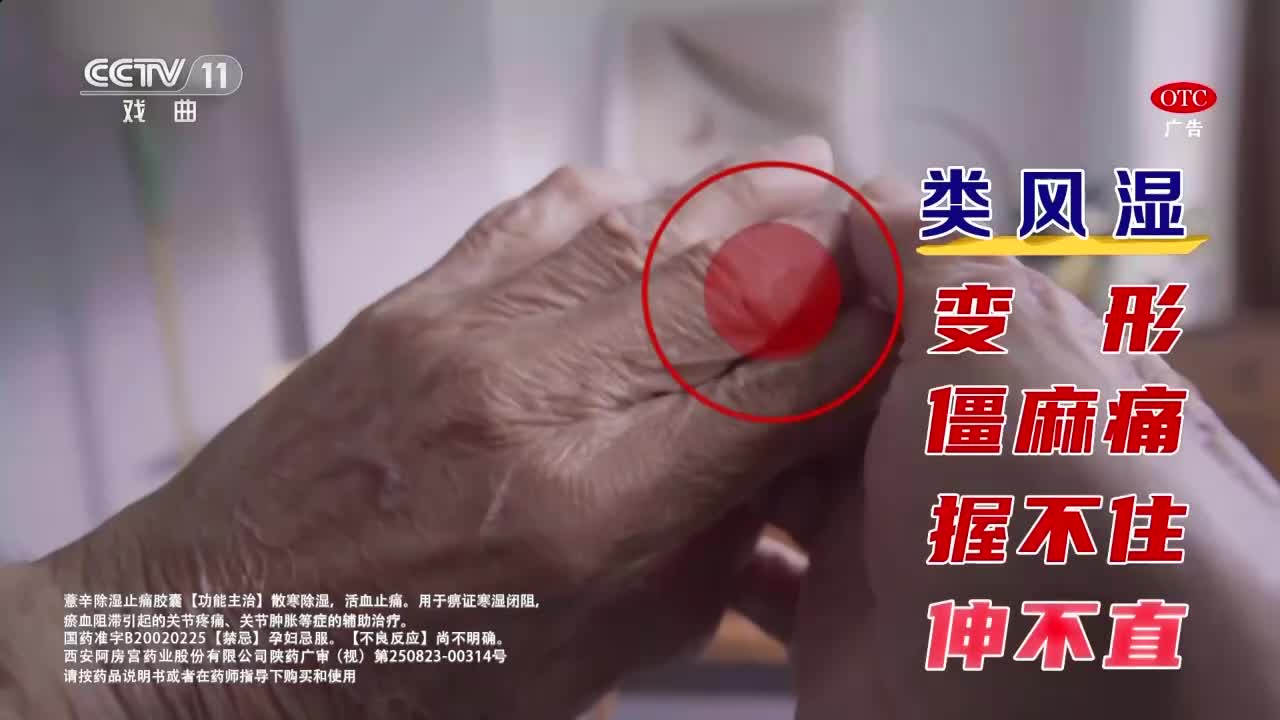 CCTV 11
戏曲
OTC
广告
类风湿
变形
僵麻痛
握不住
伸不直
薏辛除湿止痛胶囊【功能主治】散寒除湿，活血止痛。用于痹证寒湿闭阻，
瘀血阻滞引起的关节疼痛、关节肿胀等症的辅助治疗。
国药准字B20020225【禁忌】孕妇忌服。【不良反应】尚不明确。
西安阿房宫药业股份有限公司陕药广审（视）第250823-00314号
请按药品说明书或者在药师指导下购买和使用